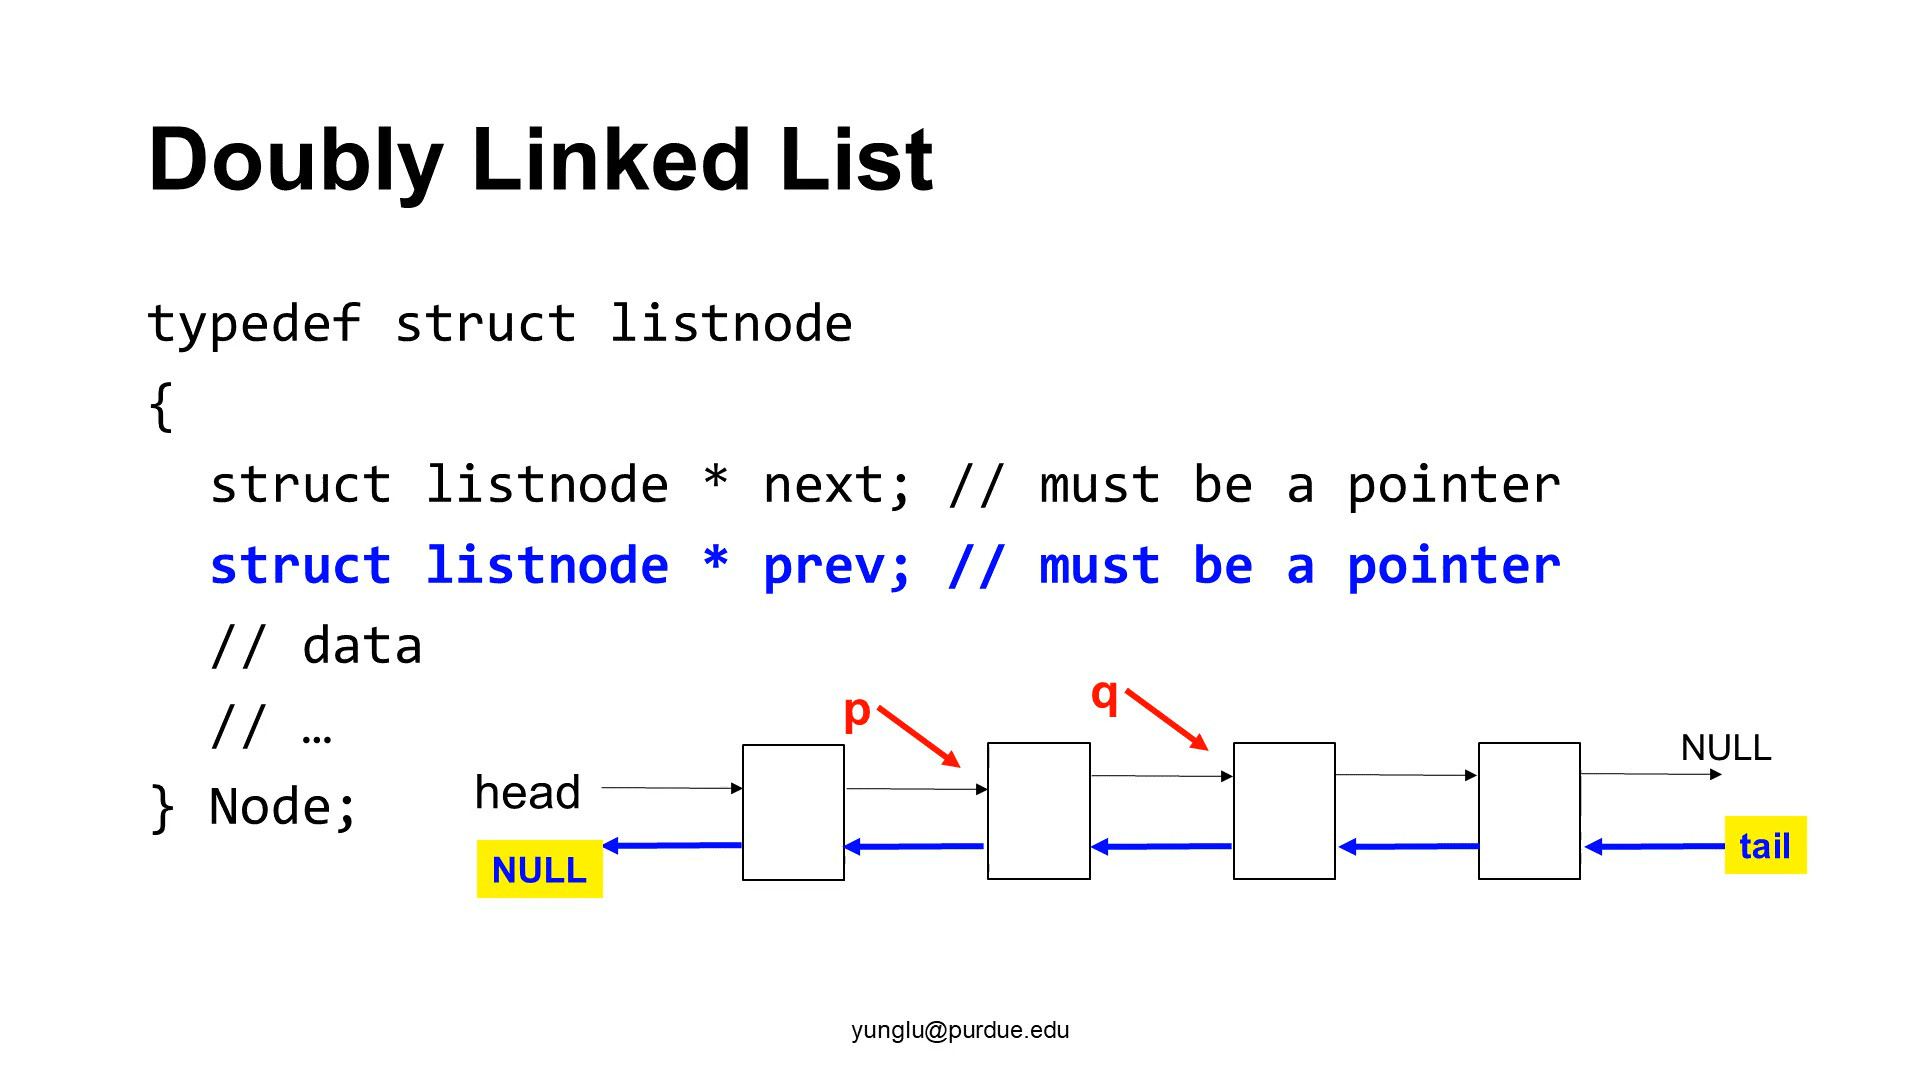 Doubly Linked List
typedef struct listnode
{
struct listnode * next; // must be a pointer
struct listnode * prev; // must be a pointer
// data
// …
} Node;
p
q
head
NULL
NULL
tail
yunglu@purdue.edu